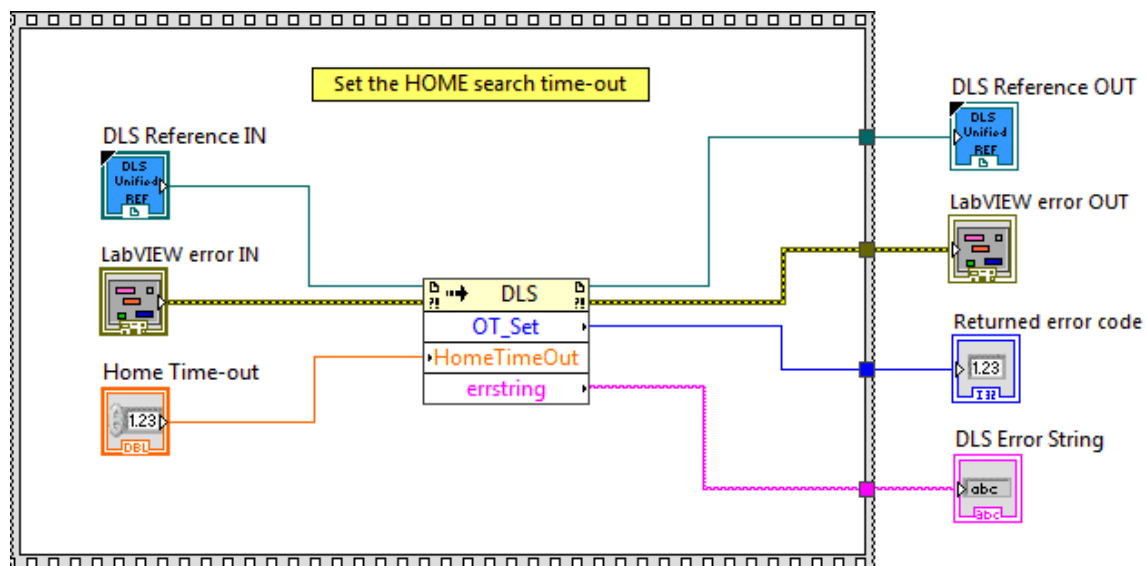 Set the HOME search time-out
DLS Reference IN
DLS
Unified
REF
LabVIEW error IN
Home Time-out
1.23
DBL
?! DLS ?!
OT_Set
HomeTimeOut
errstring
DLS Reference OUT
DLS
Unified
REF
LabVIEW error OUT
Returned error code
1.23
I32
DLS Error String
abc
abc